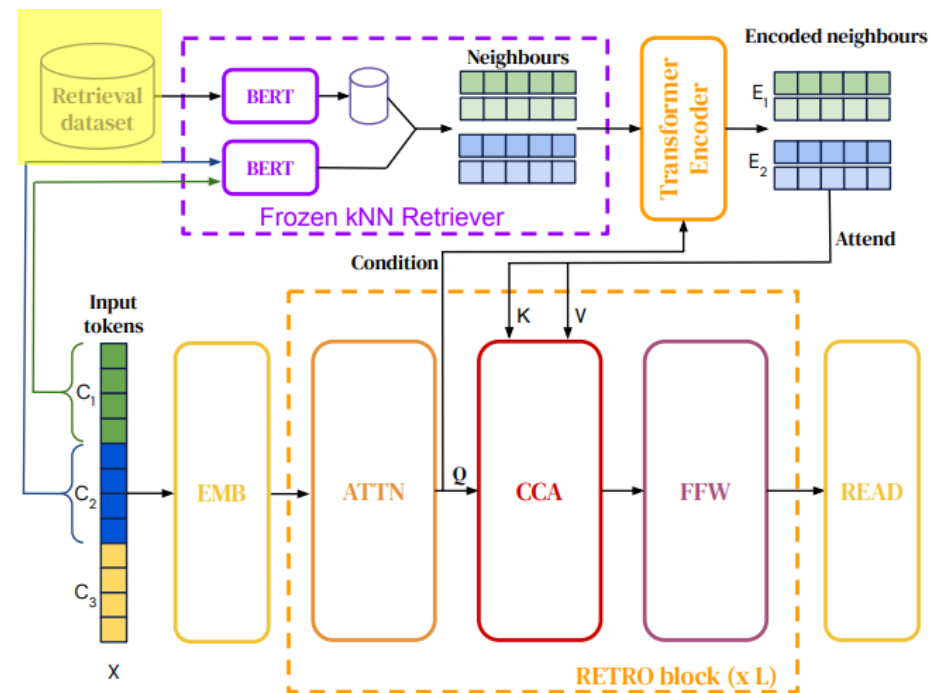 Retrieval
dataset
BERT
BERT
Neighbours
Frozen kNN Retriever
Transformer
Encoder
Encoded neighbours
E1
E2
Attend
Condition
K
V
Input
tokens
C1
C2
C3
X
EMB
ATTN
Q
CCA
FFW
READ
RETRO block (x L)